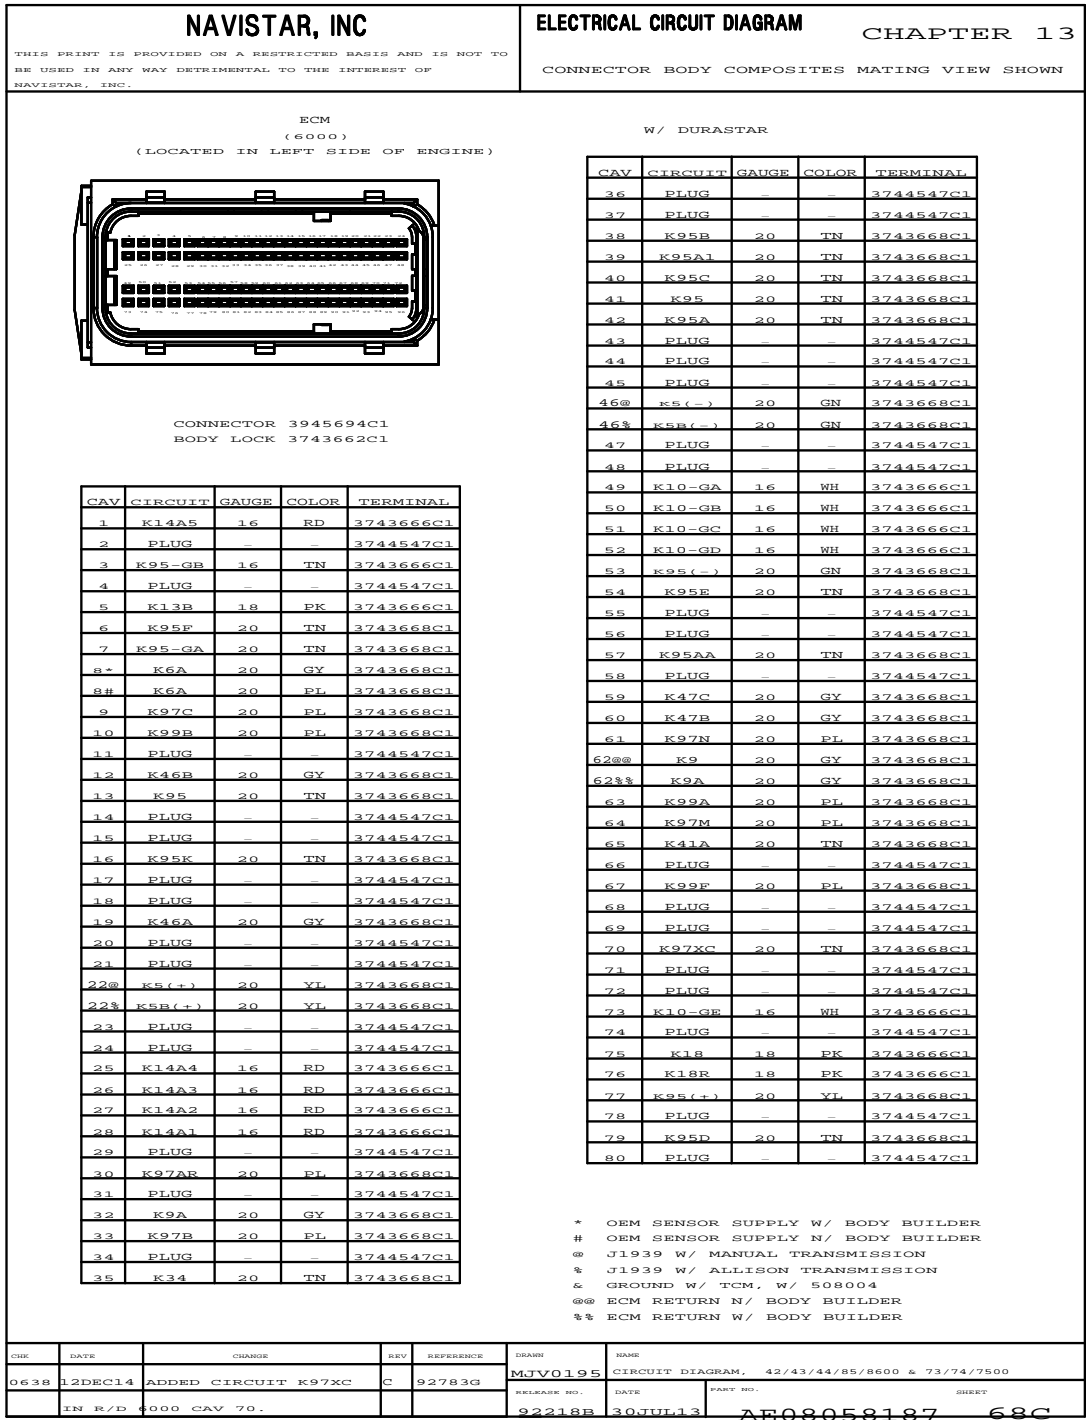 NAVISTAR, INC
THIS PRINT IS PROVIDED ON A RESTRICTED BASIS AND IS NOT TO
BE USED IN ANY WAY DETRIMENTAL TO THE INTEREST OF
NAVISTAR, INC.
ELECTRICAL CIRCUIT DIAGRAM
CHAPTER 13
CONNECTOR BODY COMPOSITES MATING VIEW SHOWN
ECM
(6000)
(LOCATED IN LEFT SIDE OF ENGINE)
CONNECTOR 3945694C1
BODY LOCK 3743662C1
CAV CIRCUIT GAUGE COLOR TERMINAL
1 K14A5 16 RD 3743666C1
2 PLUG – – 3744547C1
3 K95-GB 16 TN 3743666C1
4 PLUG – – 3744547C1
5 K13B 18 PK 3743666C1
6 K95F 20 TN 3743668C1
7 K95-GA 20 TN 3743668C1
8* K6A 20 GY 3743668C1
8# K6A 20 PL 3743668C1
9 K97C 20 PL 3743668C1
10 K99B 20 PL 3743668C1
11 PLUG – – 3744547C1
12 K46B 20 GY 3743668C1
13 K95 20 TN 3743668C1
14 PLUG – – 3744547C1
15 PLUG – – 3744547C1
16 K95K 20 TN 3743668C1
17 PLUG – – 3744547C1
18 PLUG – – 3744547C1
19 K46A 20 GY 3743668C1
20 PLUG – – 3744547C1
21 PLUG – – 3744547C1
22@ K5(+) 20 YL 3743668C1
22% K5B(+) 20 YL 3743668C1
23 PLUG – – 3744547C1
24 PLUG – – 3744547C1
25 K14A4 16 RD 3743666C1
26 K14A3 16 RD 3743666C1
27 K14A2 16 RD 3743666C1
28 K14A1 16 RD 3743666C1
29 PLUG – – 3744547C1
30 K97AR 20 PL 3743668C1
31 PLUG – – 3744547C1
32 K9A 20 GY 3743668C1
33 K97B 20 PL 3743668C1
34 PLUG – – 3744547C1
35 K34 20 TN 3743668C1
W/ DURASTAR
CAV CIRCUIT GAUGE COLOR TERMINAL
36 PLUG – – 3744547C1
37 PLUG – – 3744547C1
38 K95B 20 TN 3743668C1
39 K95A1 20 TN 3743668C1
40 K95C 20 TN 3743668C1
41 K95 20 TN 3743668C1
42 K95A 20 TN 3743668C1
43 PLUG – – 3744547C1
44 PLUG – – 3744547C1
45 PLUG – – 3744547C1
46@ K5(-) 20 GN 3743668C1
46% K5B(-) 20 GN 3743668C1
47 PLUG – – 3744547C1
48 PLUG – – 3744547C1
49 K10-GA 16 WH 3743666C1
50 K10-GB 16 WH 3743666C1
51 K10-GC 16 WH 3743666C1
52 K10-GD 16 WH 3743666C1
53 K95(-) 20 GN 3743668C1
54 K95E 20 TN 3743668C1
55 PLUG – – 3744547C1
56 PLUG – – 3744547C1
57 K95AA 20 TN 3743668C1
58 PLUG – – 3744547C1
59 K47C 20 GY 3743668C1
60 K47B 20 GY 3743668C1
61 K97N 20 PL 3743668C1
62@@ K9 20 GY 3743668C1
62%% K9A 20 GY 3743668C1
63 K99A 20 PL 3743668C1
64 K97M 20 PL 3743668C1
65 K41A 20 TN 3743668C1
66 PLUG – – 3744547C1
67 K99F 20 PL 3743668C1
68 PLUG – – 3744547C1
69 PLUG – – 3744547C1
70 K97XC 20 TN 3743668C1
71 PLUG – – 3744547C1
72 PLUG – – 3744547C1
73 K10-GE 16 WH 3743666C1
74 PLUG – – 3744547C1
75 K18 18 PK 3743666C1
76 K18R 18 PK 3743666C1
77 K95(+) 20 YL 3743668C1
78 PLUG – – 3744547C1
79 K95D 20 TN 3743668C1
80 PLUG – – 3744547C1
* OEM SENSOR SUPPLY W/ BODY BUILDER
# OEM SENSOR SUPPLY N/ BODY BUILDER
@ J1939 W/ MANUAL TRANSMISSION
% J1939 W/ ALLISON TRANSMISSION
& GROUND W/ TCM, W/ 508004
@@ ECM RETURN N/ BODY BUILDER
%% ECM RETURN W/ BODY BUILDER
CHK DATE CHANGE REV REFERENCE
0638 12DEC14 ADDED CIRCUIT K97XC C 92783G
IN R/D 6000 CAV 70.
DRAWN NAME
MJV0195 CIRCUIT DIAGRAM, 42/43/44/85/8600 & 73/74/7500
RELEASE NO. DATE PART NO. SHEET
92218B 30JUL13 AE08058187 68C